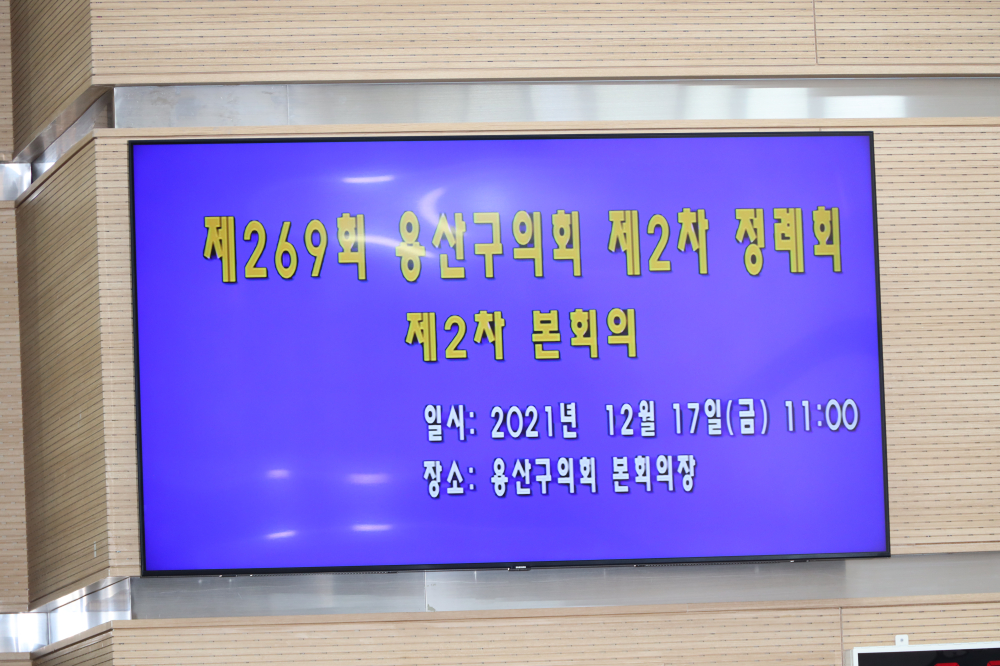 제269회 용산구의회 제2차 정례회
제2차 본회의
일시: 2021년 12월 17일(금) 11:00
장소: 용산구의회 본회의장